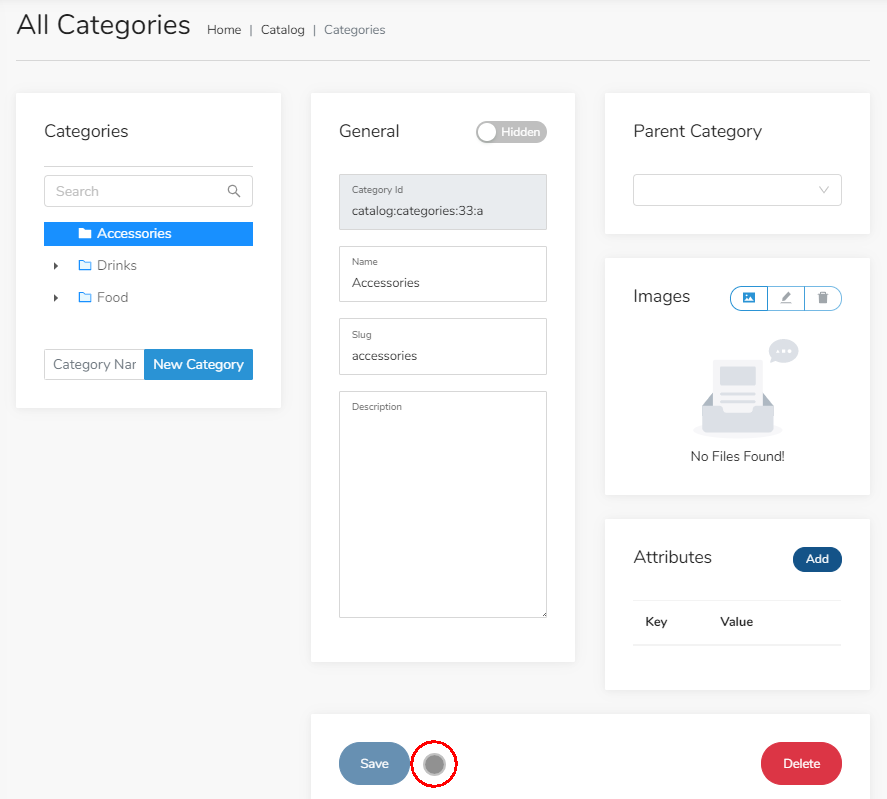 All Categories
Home | Catalog | Categories
Categories
Search
Accessories
Drinks
Food
Category Nar
New Category
General
Hidden
Category Id
catalog:categories:33:a
Name
Accessories
Slug
accessories
Description
Parent Category
Images
No Files Found!
Attributes
Add
Key Value
Save
Delete